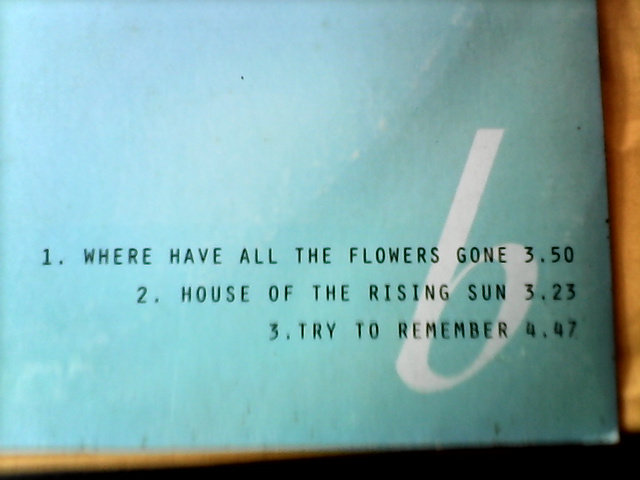 b
1. WHERE HAVE ALL THE FLOWERS GONE 3.50
2. HOUSE OF THE RISING SUN 3.23
3.TRY TO REMEMBER 4.47